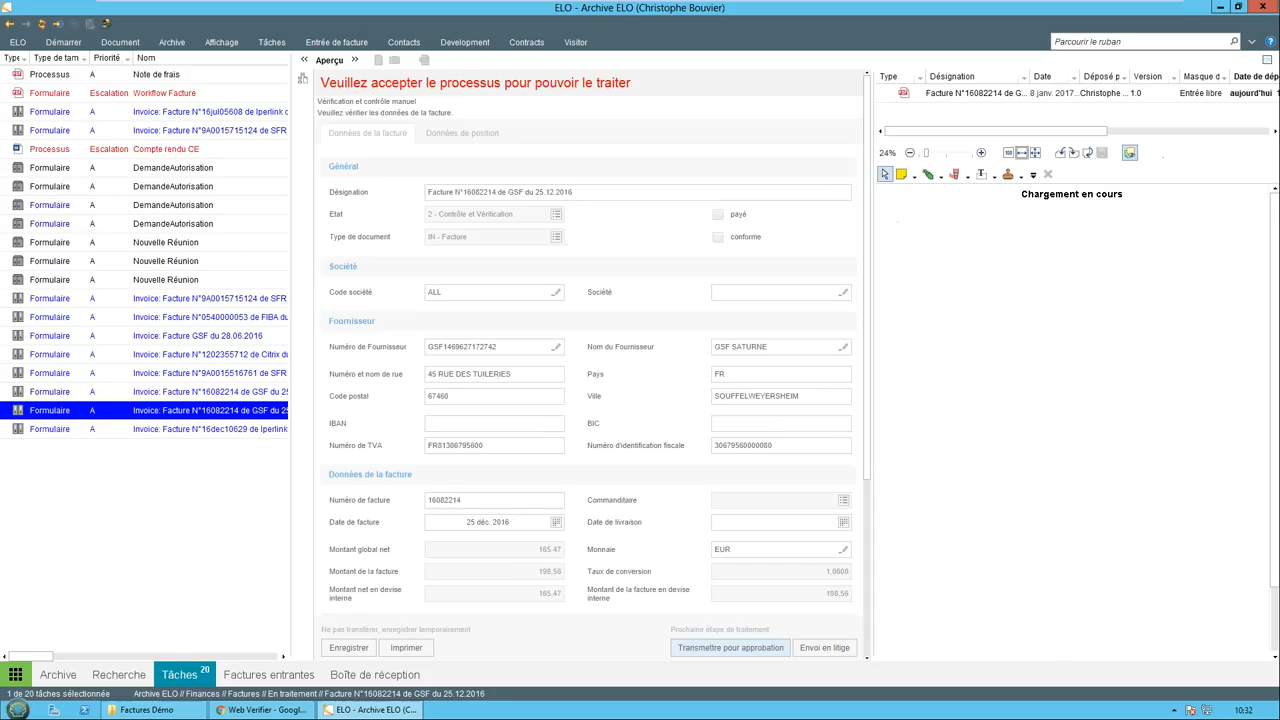 ELO - Archive ELO (Christophe Bouvier)
ELO Démarrer Document Archive Affichage Tâches Entrée de facture Contacts Development Contracts Visitor
Parcourir le ruban
Type de tam Priorité Nom
Processus A Note de frais
Formulaire Escalation Workflow Facture
Formulaire A Invoice: Facture N°16jul05608 de Iperlink
Formulaire A Invoice: Facture N°9A0015715124 de SFR
Processus Escalation Compte rendu CE
Formulaire A DemandeAutorisation
Formulaire A DemandeAutorisation
Formulaire A DemandeAutorisation
Formulaire A DemandeAutorisation
Formulaire A Nouvelle Réunion
Formulaire A Nouvelle Réunion
Formulaire A Nouvelle Réunion
Formulaire A Invoice: Facture N°9A0015715124 de SFR
Formulaire A Invoice: Facture N°0540000053 de FIBA du
Formulaire A Invoice: Facture GSF du 28.06.2016
Formulaire A Invoice: Facture N°1202355712 de Citrix du
Formulaire A Invoice: Facture N°9A0015516761 de SFR
Formulaire A Invoice: Facture N°16082214 de GSF du 25
Formulaire A Invoice: Facture N°16082214 de GSF du 25
Formulaire A Invoice: Facture N°16dec10629 de Iperlink
Aperçu
Veuillez accepter le processus pour pouvoir le traiter
Vérification et contrôle manuel
Veuillez vérifier les données de la facture.
Données de la facture Données de position
Général
Désignation Facture N°16082214 de GSF du 25.12.2016
Etat 2 - Contrôle et Vérification payé
Type de document IN - Facture conforme
Société
Code société ALL Société
Fournisseur
Numéro de Fournisseur GSF1469627172742 Nom du Fournisseur GSF SATURNE
Numéro et nom de rue 45 RUE DES TUILERIES Pays FR
Code postal 67460 Ville SOUFFELWEYERSHEIM
IBAN BIC
Numéro de TVA FR81306795600 Numéro d'identification fiscale 30679560000080
Données de la facture
Numéro de facture 16082214 Commanditaire
Date de facture 25 déc. 2016 Date de livraison
Montant global net 165.47 Monnaie EUR
Montant de la facture 198,56 Taux de conversion 1.0000
Montant net en devise interne 165.47 Montant de la facture en devise interne 198,56
Ne pas transférer, enregistrer temporairement Prochaine étape de traitement
Enregistrer Imprimer Transmettre pour approbation Envoi en litige
Type Désignation Date Déposé p Version Masque d Date de dép
Facture N°16082214 de G... 8 janv. 2017... Christophe ... 1.0 Entrée libre aujourd'hui 1
24%
Chargement en cours
Archive Recherche Tâches 20 Factures entrantes Boîte de réception
1 de 20 tâches sélectionnée Archive ELO // Finances // Factures // En traitement // Facture N°16082214 de GSF du 25.12.2016
Factures Démo Web Verifier - Googl... ELO - Archive ELO (C... 10:32